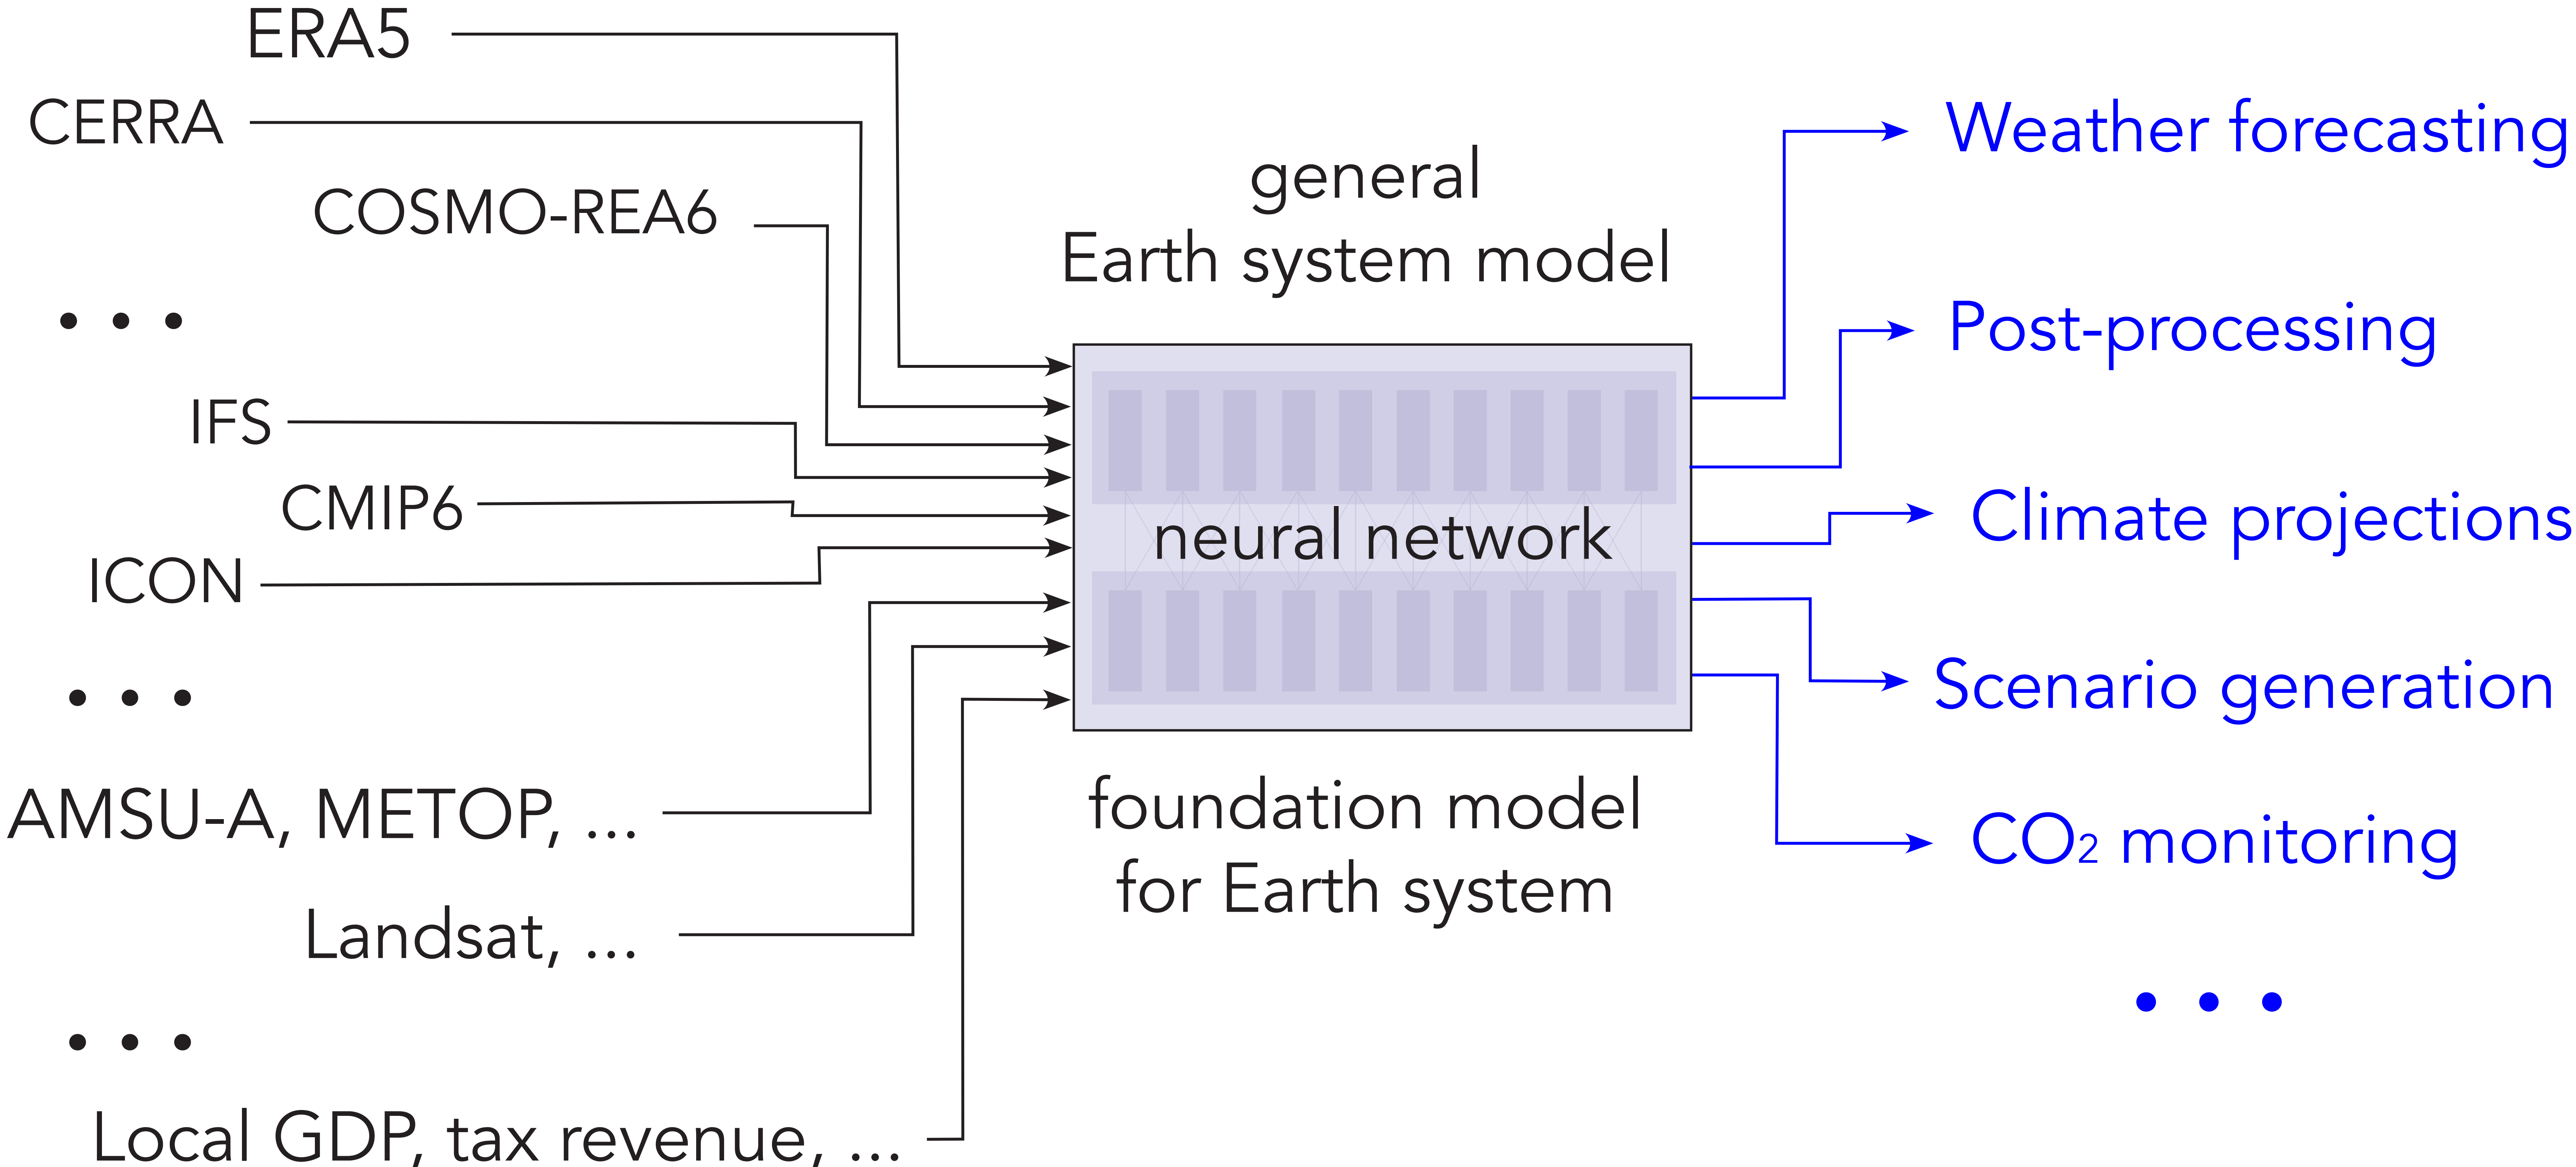 ERA5
CERRA
COSMO-REA6
. . .
IFS
CMIP6
ICON
. . .
AMSU-A, METOP, ...
Landsat, ...
. . .
Local GDP, tax revenue, ...
general
Earth system model
neural network
foundation model
for Earth system
Weather forecasting
Post-processing
Climate projections
Scenario generation
CO₂ monitoring
. . .